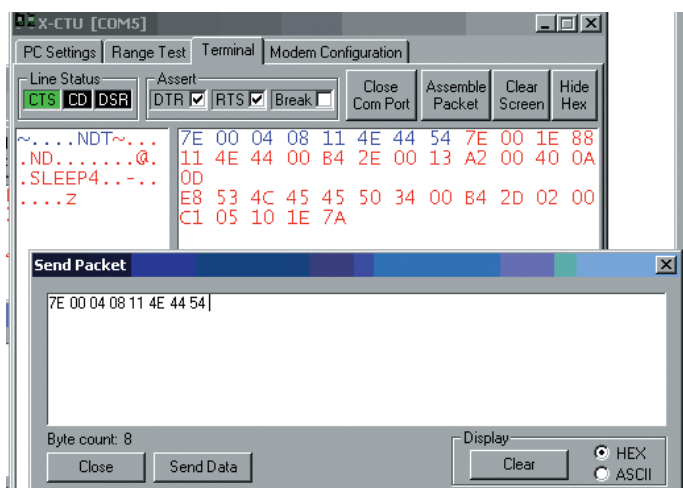 X-CTU [COM5]
PC Settings Range Test Terminal Modem Configuration
Line Status
CTS CD DSR
Assert
DTR RTS Break
Close Com Port
Assemble Packet
Clear Screen
Hide Hex
~....NDT~...
.ND.......@.
.SLEEP4..-..
....z
7E 00 04 08 11 4E 44 54 7E 00 1E 88
11 4E 44 00 B4 2E 00 13 A2 00 40 0A
0D
E8 53 4C 45 45 50 34 00 B4 2D 02 00
C1 05 10 1E 7A
Send Packet
7E 00 04 08 11 4E 44 54
Byte count: 8
Close Send Data
Display
Clear
HEX
ASCII